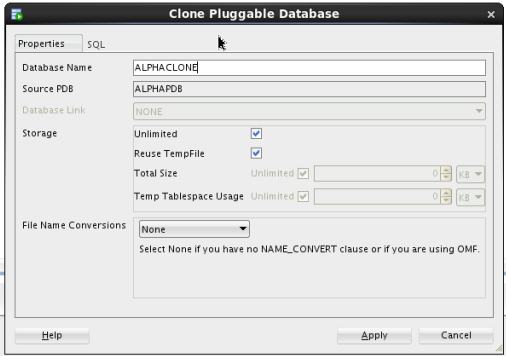 Clone Pluggable Database
Properties SQL
Database Name ALPHACLONE
Source PDB ALPHAPDB
Database Link NONE
Storage Unlimited
Reuse TempFile
Total Size Unlimited 0 KB
Temp Tablespace Usage Unlimited 0 KB
File Name Conversions None
Select None if you have no NAME_CONVERT clause or if you are using OMF.
Help Apply Cancel